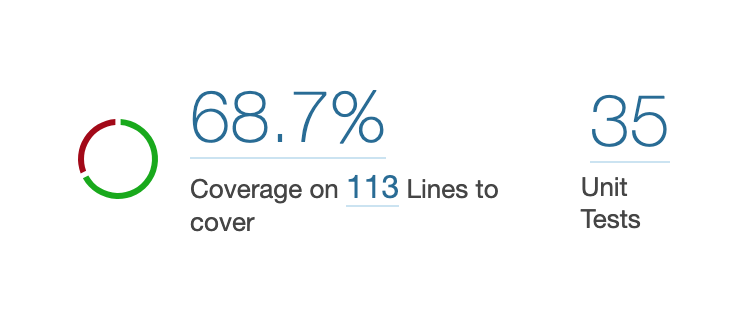 68.7%
Coverage on 113 Lines to
cover
35
Unit
Tests